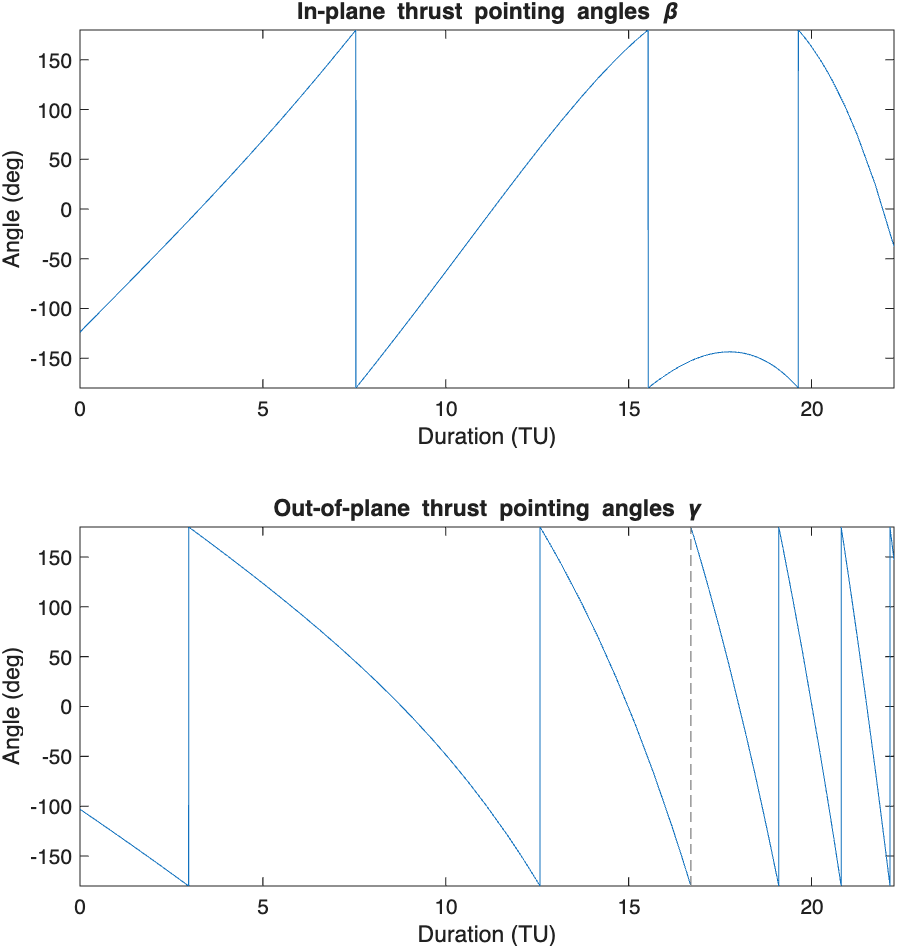 In-plane thrust pointing angles β
150
100
50
0
-50
-100
-150
Angle (deg)
0 5 10 15 20
Duration (TU)
Out-of-plane thrust pointing angles γ
150
100
50
0
-50
-100
-150
Angle (deg)
0 5 10 15 20
Duration (TU)